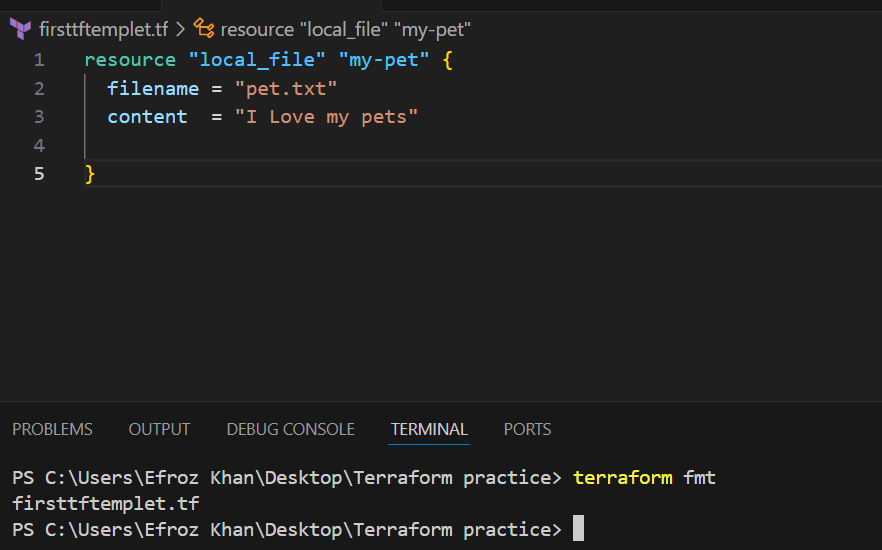 firsttftemplet.tf > resource "local_file" "my-pet"
1 resource "local_file" "my-pet" {
2   filename = "pet.txt"
3   content  = "I Love my pets"
4
5 }
PROBLEMS OUTPUT DEBUG CONSOLE TERMINAL PORTS
PS C:\Users\Efroz Khan\Desktop\Terraform practice> terraform fmt
firsttftemplet.tf
PS C:\Users\Efroz Khan\Desktop\Terraform practice>